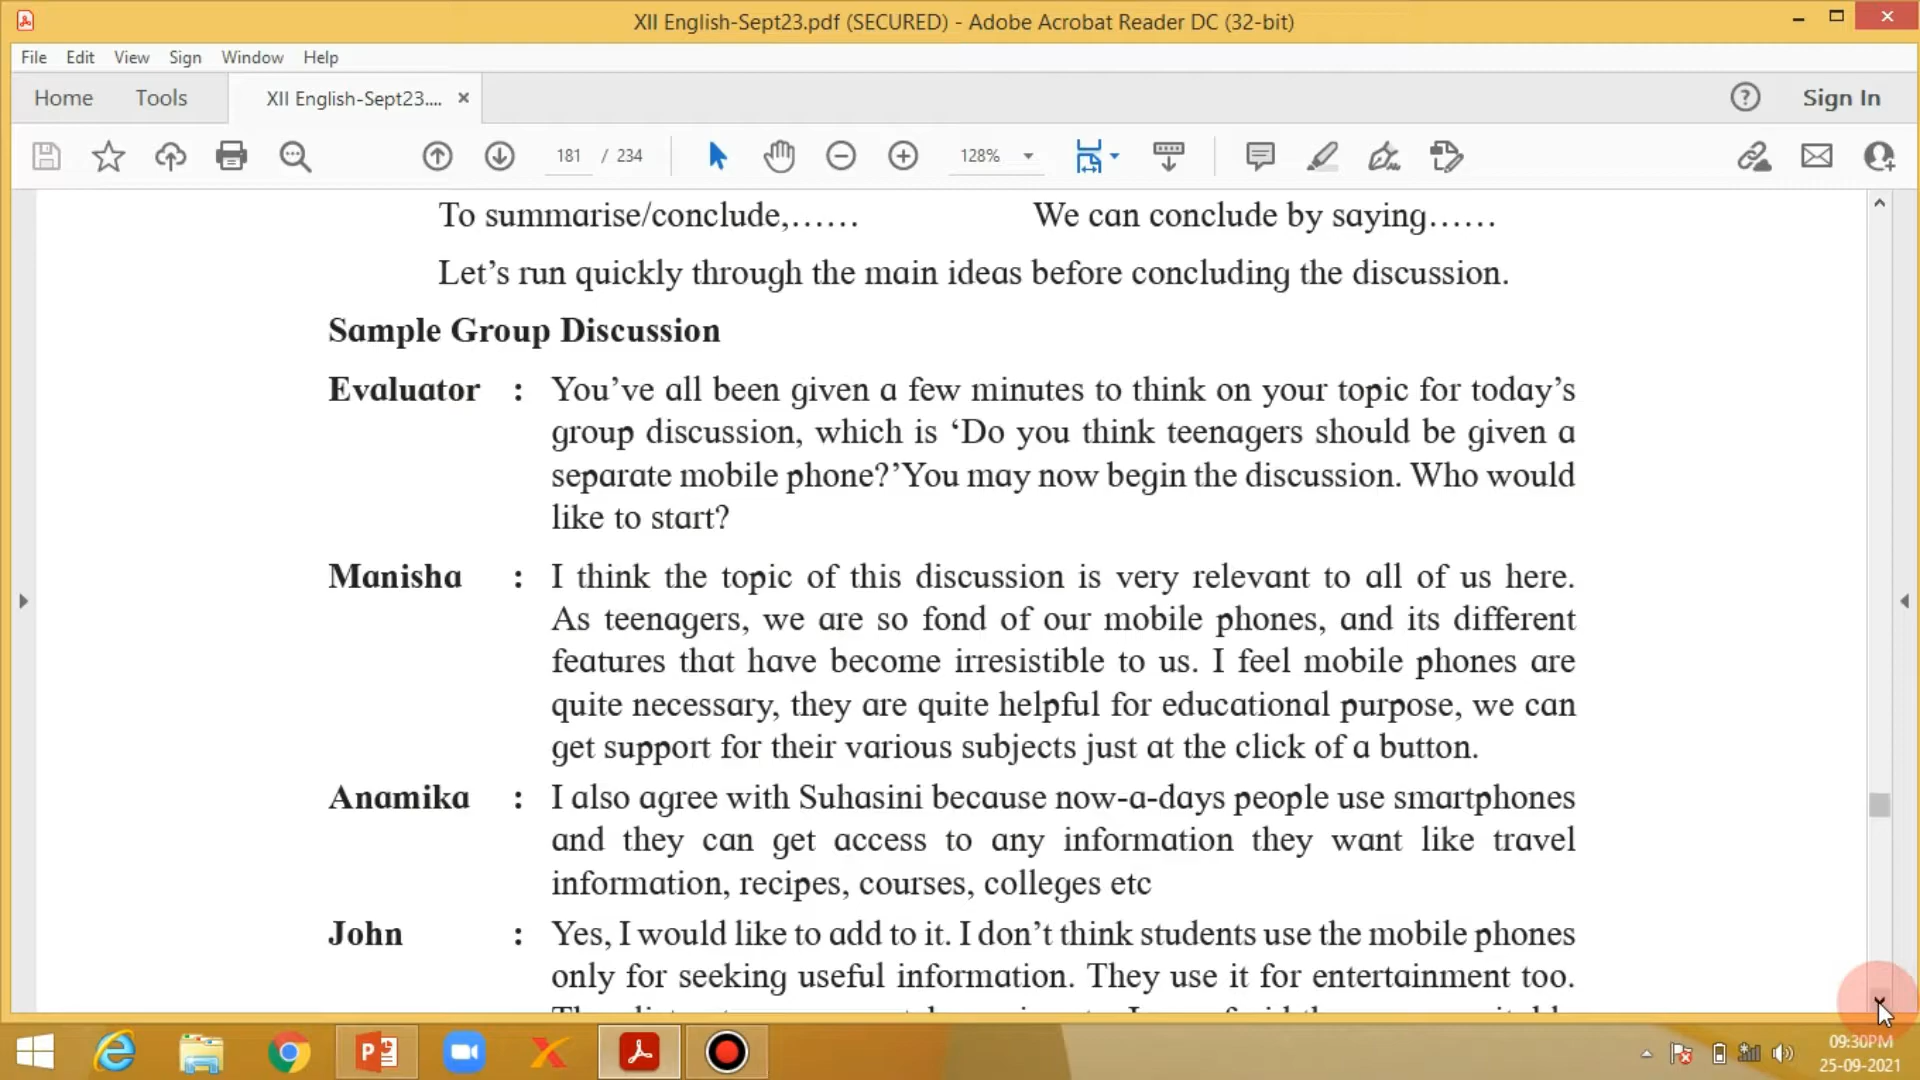 XII English-Sept23.pdf (SECURED) - Adobe Acrobat Reader DC (32-bit)
File Edit View Sign Window Help
Home Tools XII English-Sept23.... × Sign In
181 / 234 128%
To summarise/conclude,...... We can conclude by saying......
Let’s run quickly through the main ideas before concluding the discussion.
Sample Group Discussion
Evaluator : You’ve all been given a few minutes to think on your topic for today’s
group discussion, which is ‘Do you think teenagers should be given a
separate mobile phone?’You may now begin the discussion. Who would
like to start?
Manisha : I think the topic of this discussion is very relevant to all of us here.
As teenagers, we are so fond of our mobile phones, and its different
features that have become irresistible to us. I feel mobile phones are
quite necessary, they are quite helpful for educational purpose, we can
get support for their various subjects just at the click of a button.
Anamika : I also agree with Suhasini because now-a-days people use smartphones
and they can get access to any information they want like travel
information, recipes, courses, colleges etc
John : Yes, I would like to add to it. I don’t think students use the mobile phones
only for seeking useful information. They use it for entertainment too.
09:30PM
25-09-2021